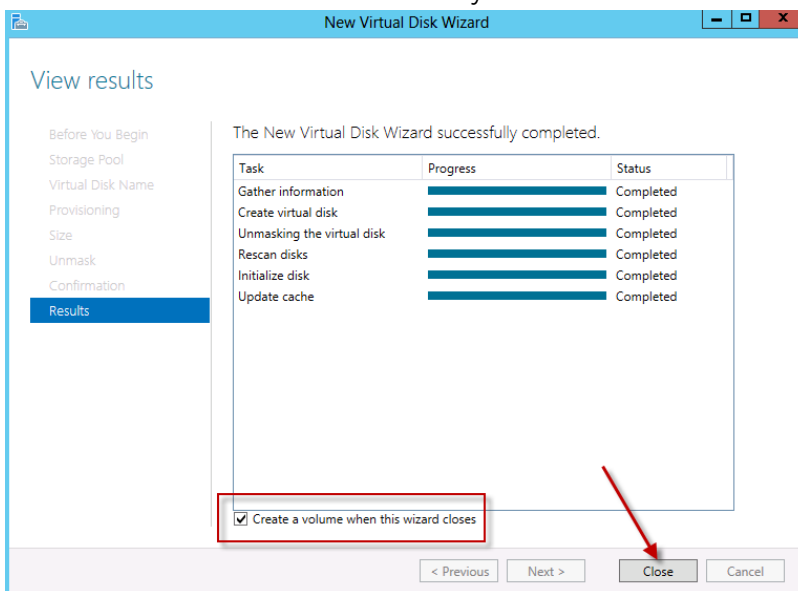 New Virtual Disk Wizard
View results
Before You Begin
Storage Pool
Virtual Disk Name
Provisioning
Size
Unmask
Confirmation
Results
The New Virtual Disk Wizard successfully completed.
Task Progress Status
Gather information Completed
Create virtual disk Completed
Unmasking the virtual disk Completed
Rescan disks Completed
Initialize disk Completed
Update cache Completed
Create a volume when this wizard closes
< Previous Next > Close Cancel